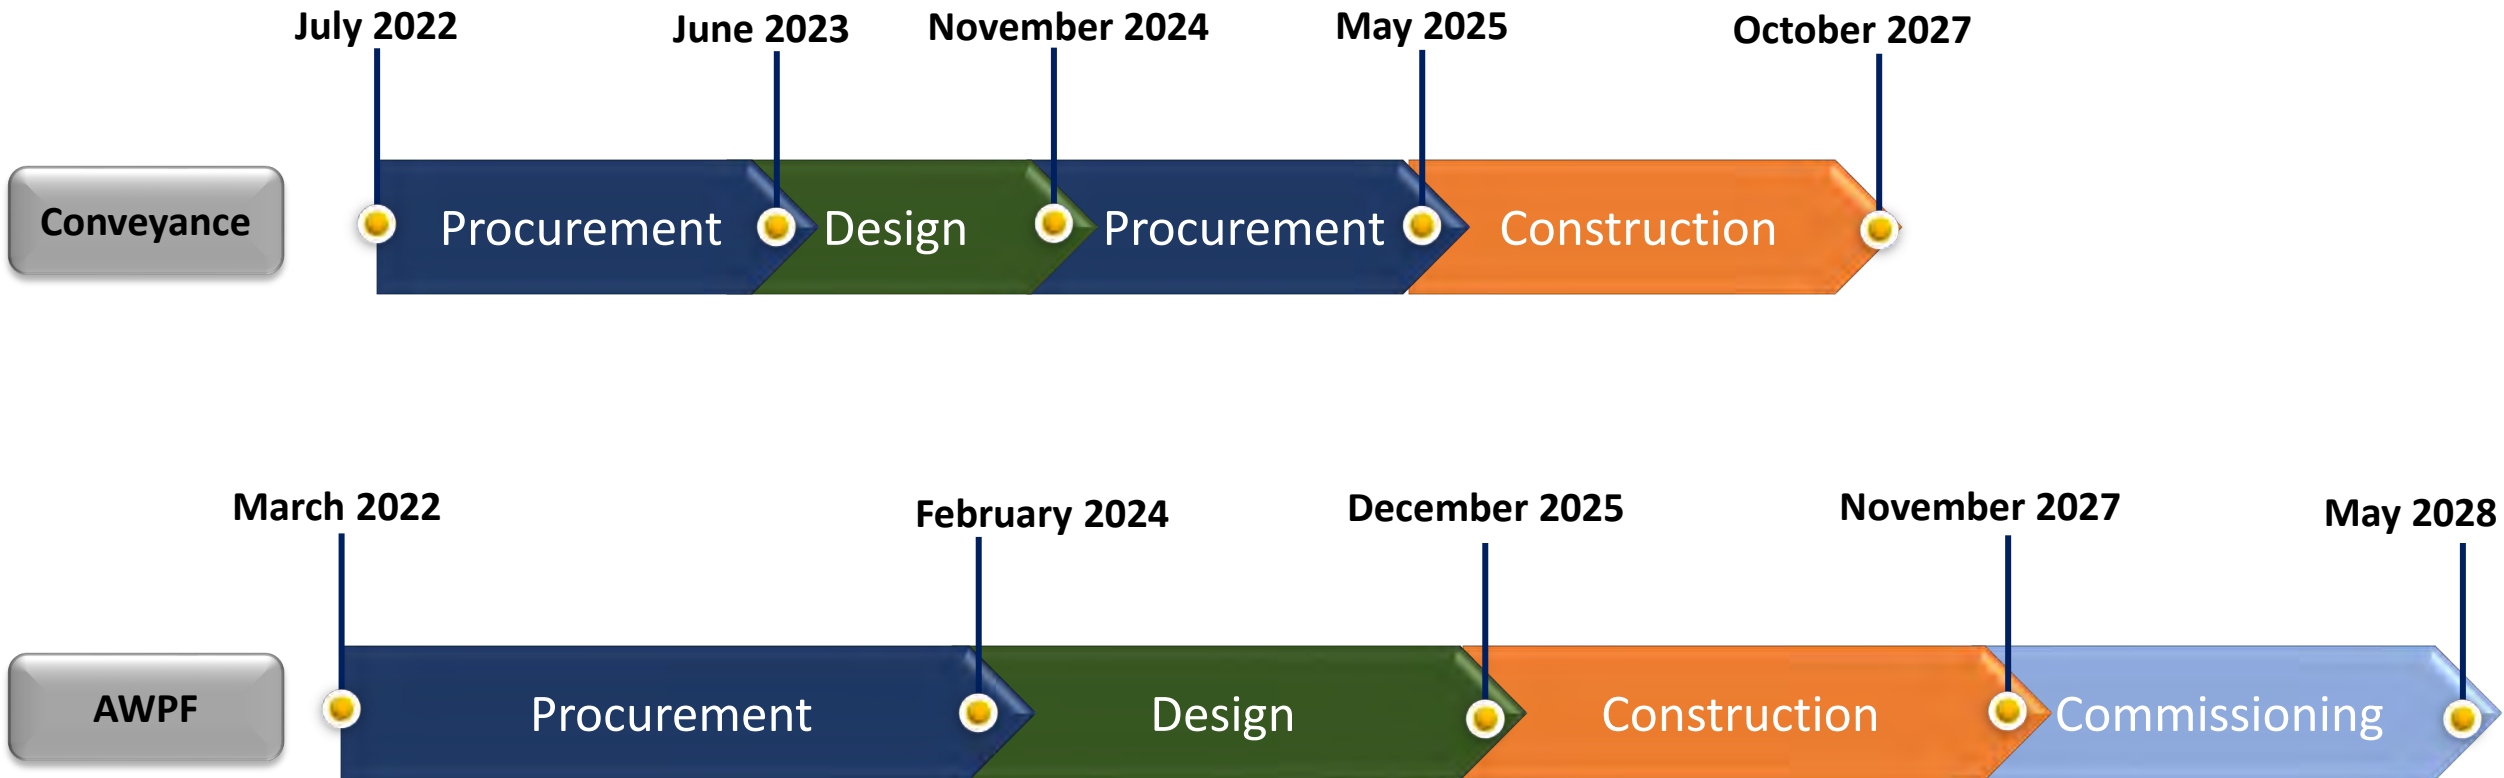 July 2022
June 2023
November 2024
May 2025
October 2027
Conveyance
Procurement
Design
Procurement
Construction
March 2022
February 2024
December 2025
November 2027
May 2028
AWPF
Procurement
Design
Construction
Commissioning